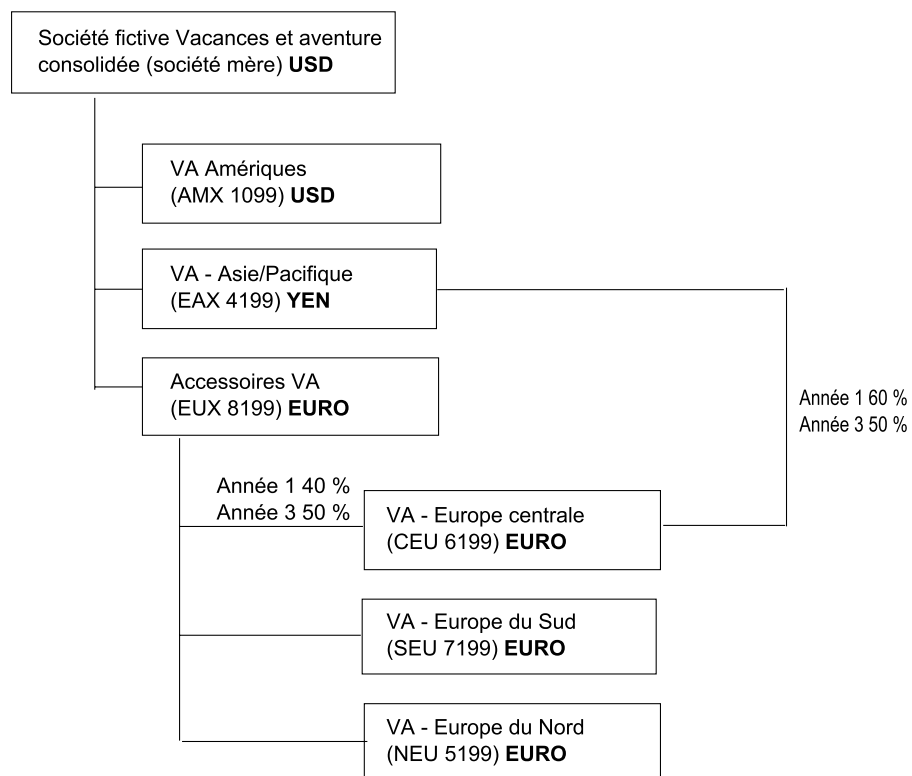 Société fictive Vacances et aventure
consolidée (société mère) USD
VA Amériques
(AMX 1099) USD
VA - Asie/Pacifique
(EAX 4199) YEN
Accessoires VA
(EUX 8199) EURO
Année 1 60 %
Année 3 50 %
Année 1 40 %
Année 3 50 %
VA - Europe centrale
(CEU 6199) EURO
VA - Europe du Sud
(SEU 7199) EURO
VA - Europe du Nord
(NEU 5199) EURO